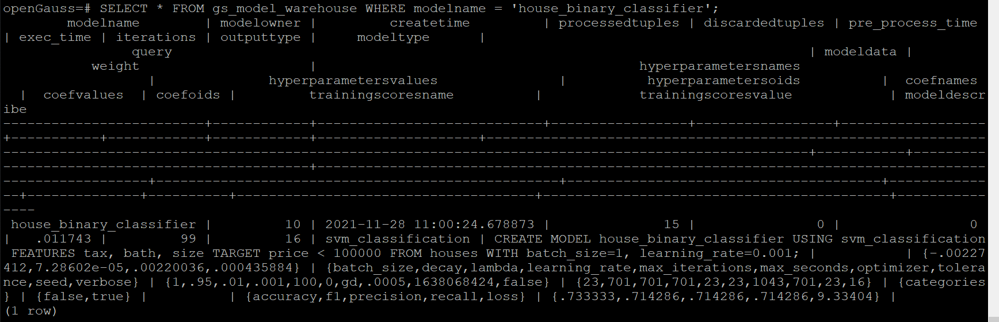 openGauss=# SELECT * FROM gs_model_warehouse WHERE modelname = 'house_binary_classifier';
modelname | modelowner | createtime | processedtuples | discardedtuples | pre_process_time
| exec_time | iterations | outputtype | modeltype |
query | modeldata |
weight | hyperparametersnames
| hyperparametersvalues | hyperparametersoids | coefnames
| coefvalues | coefoids | trainingscoresname | trainingscoresvalue | modeldescr
ibe
-------------------------+------------+----------------------------+-----------------+-----------------+------------------
+-----------+------------+------------+--------------------+--------------------------------------------------------------
----------------------------------------------------------------------------------------------------+-----------+---------
--------------------------------------+-----------------------------------------------------------------------------------
------------------+--------------------------------------------------+---------------------------------------+------------
--+--------------+----------+-------------------------------------+-------------------------------------------+-----------
----
house_binary_classifier | 10 | 2021-11-28 11:00:24.678873 | 15 | 0 | 0
| .011743 | 99 | 16 | svm_classification | CREATE MODEL house_binary_classifier USING svm_classification
FEATURES tax, bath, size TARGET price < 100000 FROM houses WITH batch_size=1, learning_rate=0.001; | | {-.00227
412,7.28602e-05,.00220036,.000435884} | {batch_size,decay,lambda,learning_rate,max_iterations,max_seconds,optimizer,tolera
nce,seed,verbose} | {1,.95,.01,.001,100,0,gd,.0005,1638068424,false} | {23,701,701,701,23,23,1043,701,23,16} | {categories
} | {false,true} | | {accuracy,f1,precision,recall,loss} | {.733333,.714286,.714286,.714286,9.33404} |
(1 row)